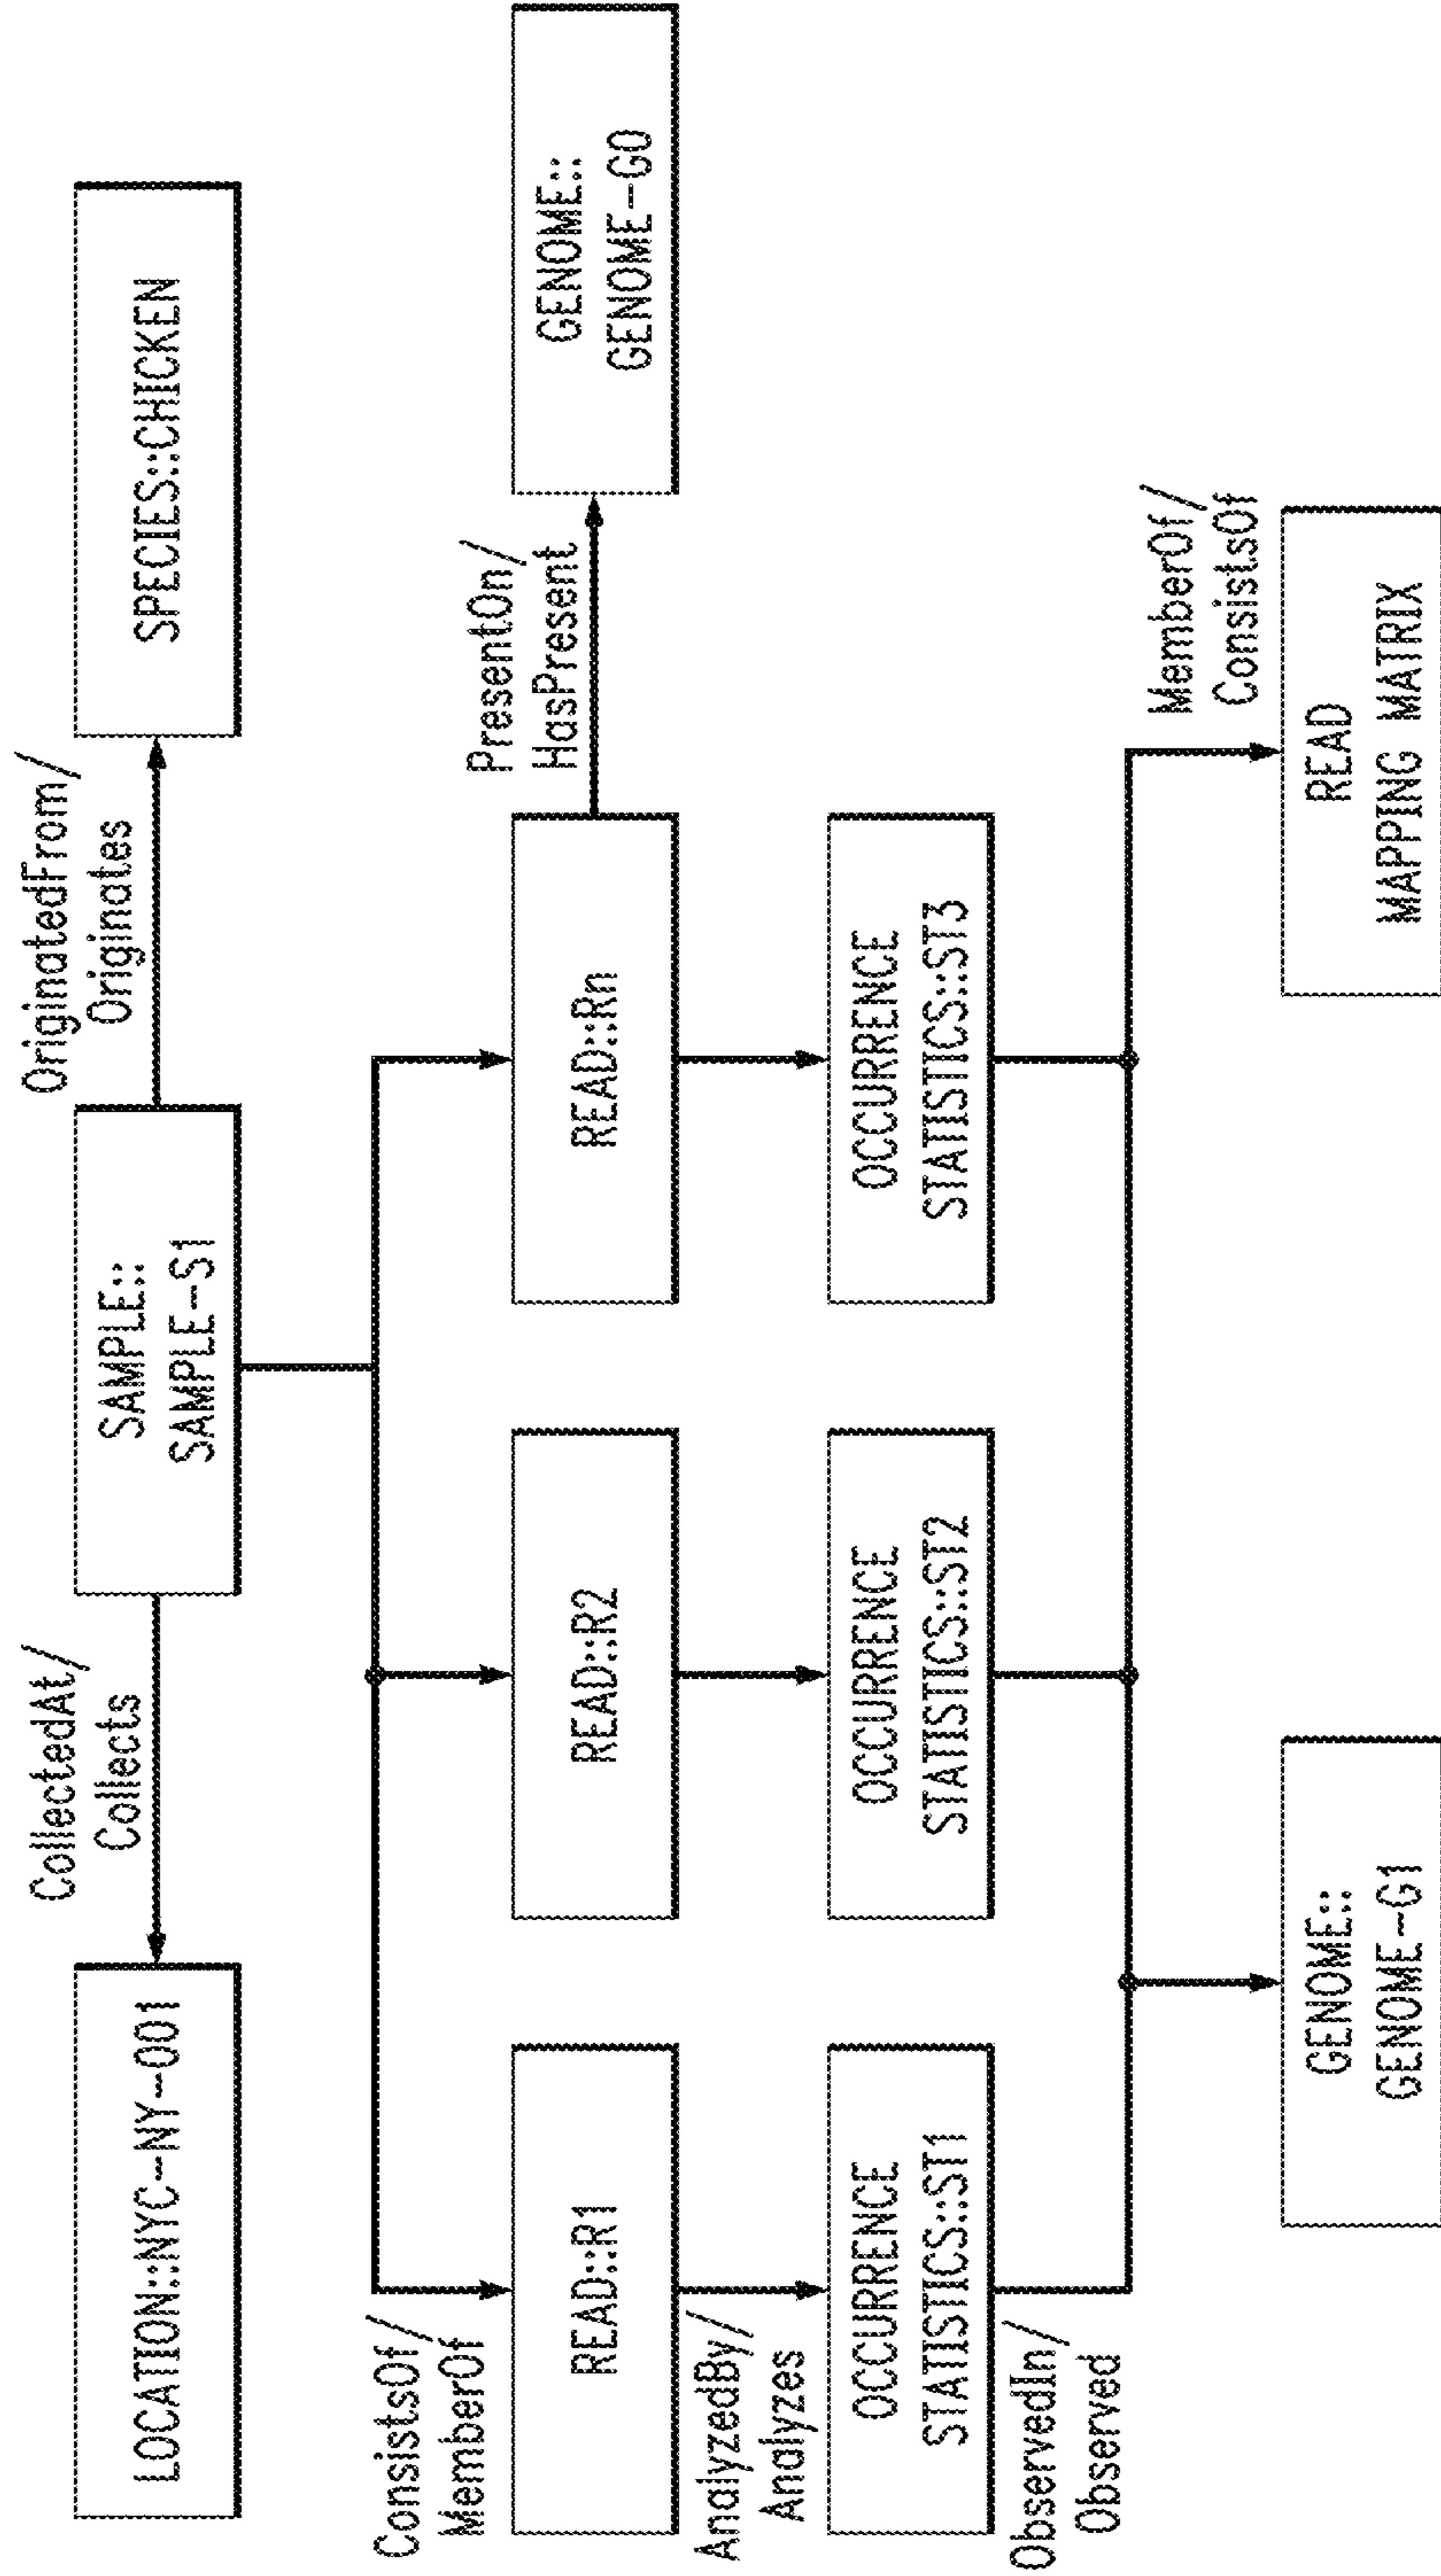 CollectedAt/
Collects
OriginatedFrom/
Originates
LOCATION::NYC-NY-001
SAMPLE::
SAMPLE-S1
SPECIES::CHICKEN
ConsistsOf/
MemberOf
PresentOn/
HasPresent
READ::R1
READ::R2
READ::Rn
GENOME::
GENOME-G0
AnalyzedBy/
Analyzes
OCCURRENCE
STATISTICS::ST1
OCCURRENCE
STATISTICS::ST2
OCCURRENCE
STATISTICS::ST3
ObservedIn/
Observed
MemberOf/
ConsistsOf
GENOME::
GENOME-G1
READ
MAPPING MATRIX